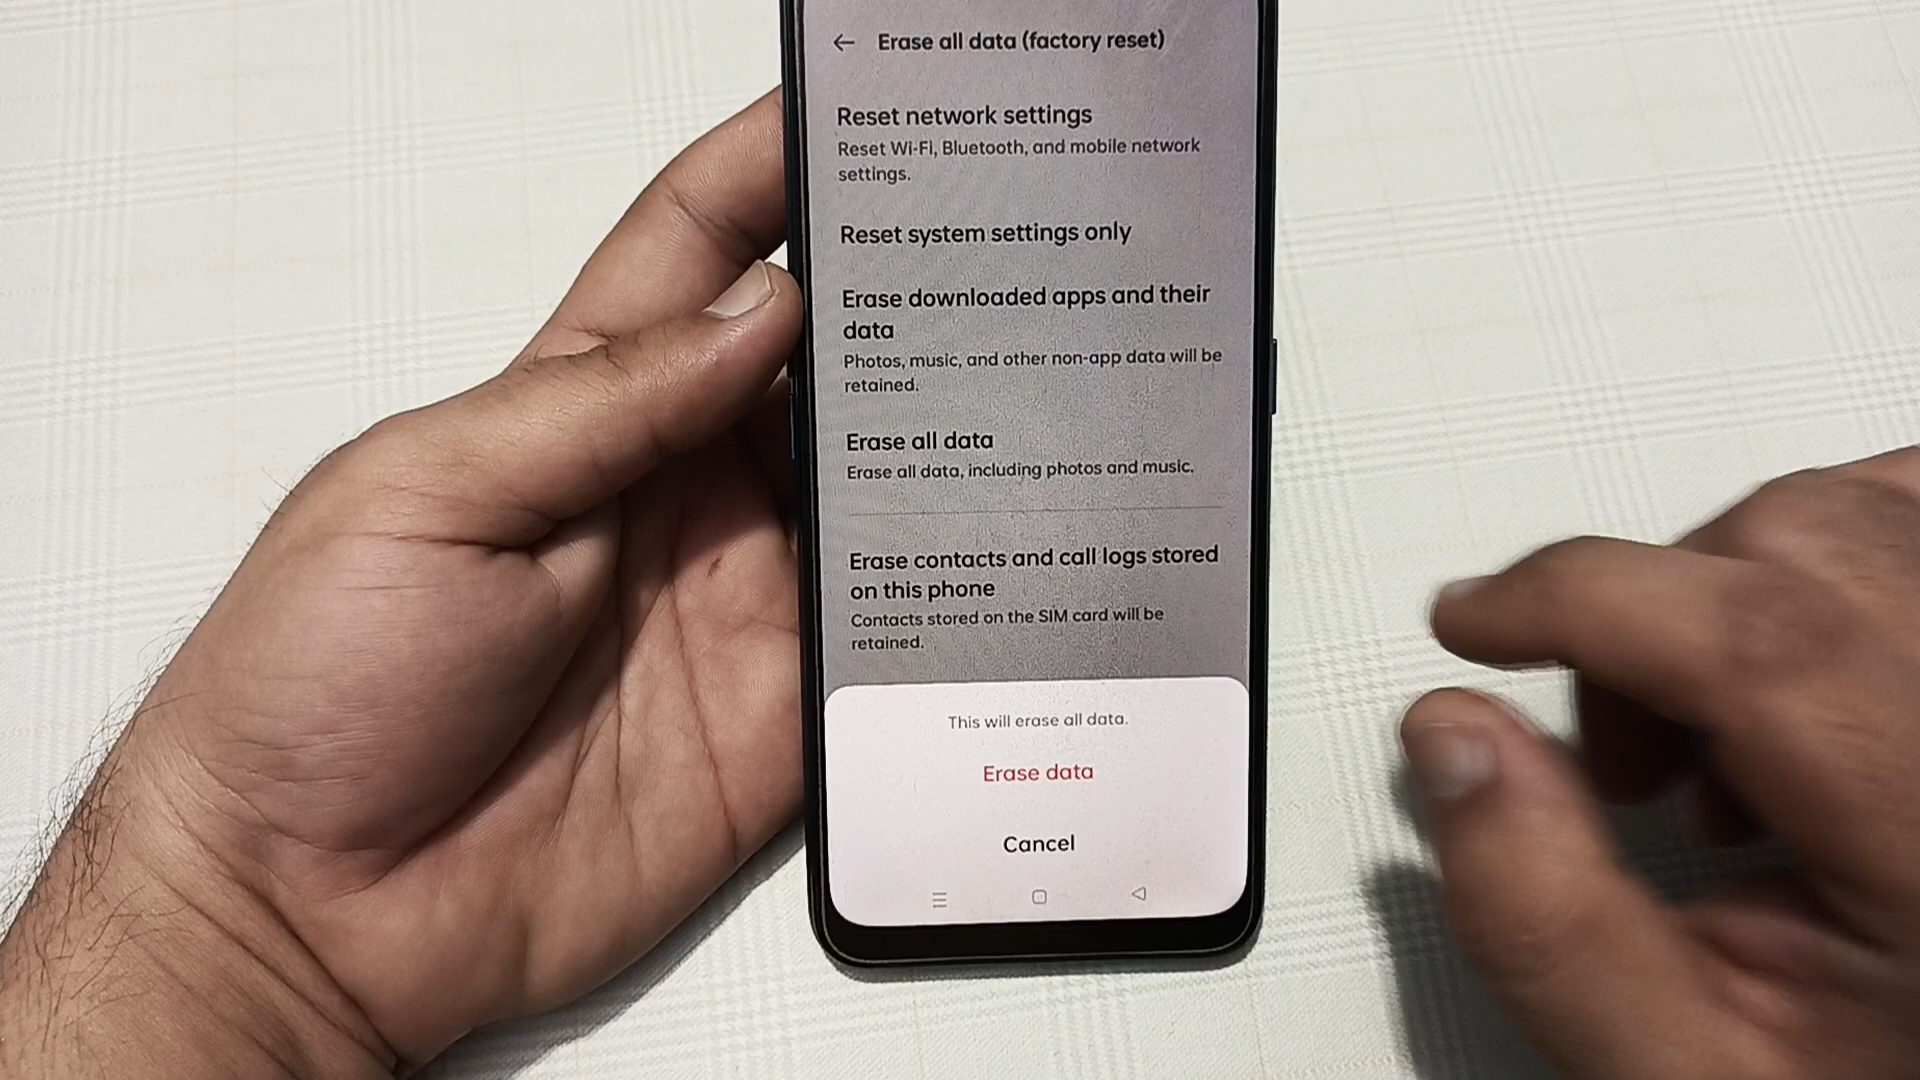 Erase all data (factory reset)
Reset network settings
Reset Wi-Fi, Bluetooth, and mobile network
settings.
Reset system settings only
Erase downloaded apps and their
data
Photos, music, and other non-app data will be
retained.
Erase all data
Erase all data, including photos and music.
Erase contacts and call logs stored
on this phone
Contacts stored on the SIM card will be
retained.
This will erase all data.
Erase data
Cancel